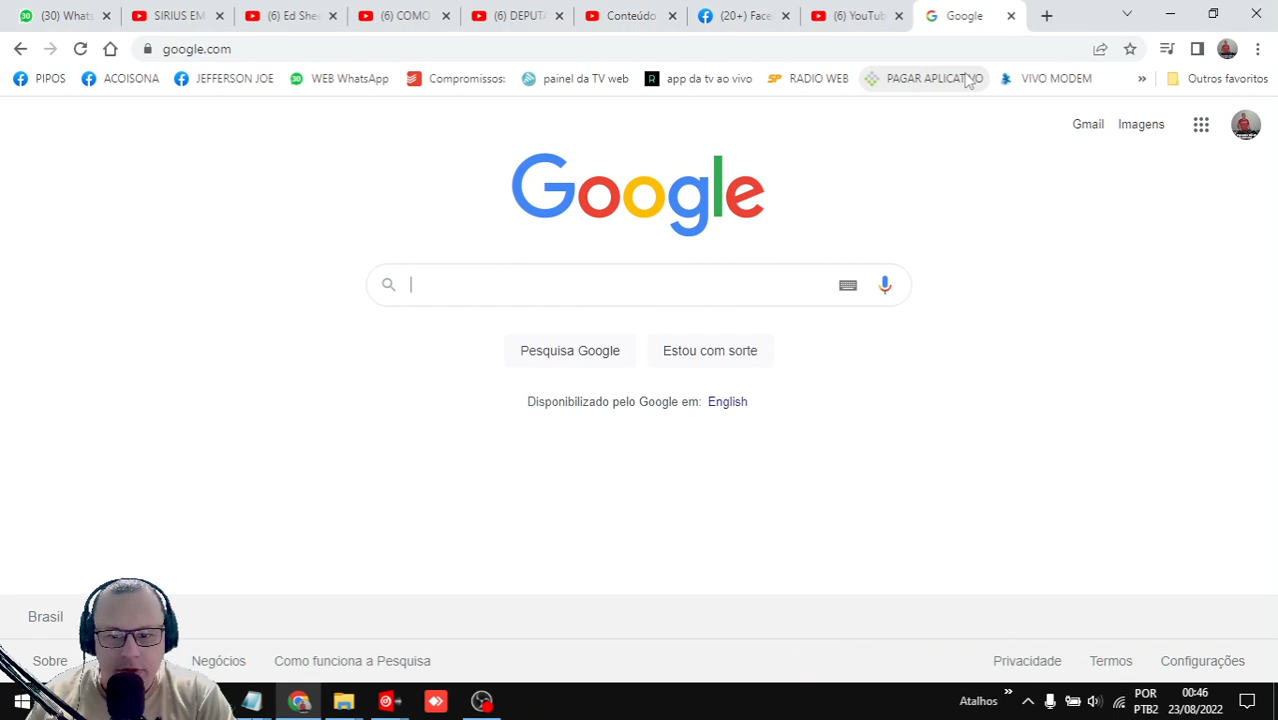 (30) Whats
SIRIUS EM
(6) Ed She
(6) COMO
(6) DEPUTA
Conteúdo
(20+) Face
(6) YouTub
Google
google.com
PIPOS
ACOISONA
JEFFERSON JOE
WEB WhatsApp
Compromissos:
painel da TV web
app da tv ao vivo
RADIO WEB
PAGAR APLICATIVO
VIVO MODEM
»
Outros favoritos
Gmail
Imagens
Google
Pesquisa Google
Estou com sorte
Disponibilizado pelo Google em: English
Brasil
Sobre
Negócios
Como funciona a Pesquisa
Privacidade
Termos
Configurações
Atalhos
»
POR
PTB2
00:46
23/08/2022